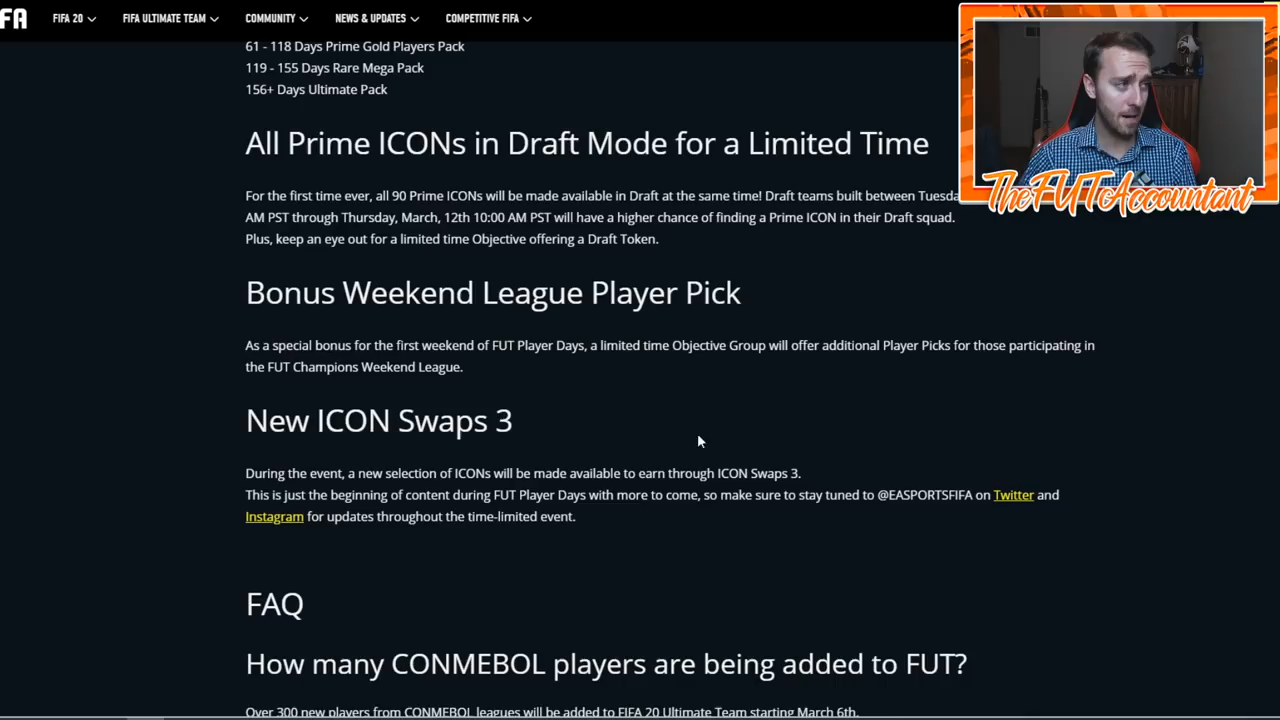 FA
FIFA 20
FIFA ULTIMATE TEAM
COMMUNITY
NEWS & UPDATES
COMPETITIVE FIFA
61 - 118 Days Prime Gold Players Pack
119 - 155 Days Rare Mega Pack
156+ Days Ultimate Pack
All Prime ICONs in Draft Mode for a Limited Time
For the first time ever, all 90 Prime ICONs will be made available in Draft at the same time! Draft teams built between Tuesda
AM PST through Thursday, March, 12th 10:00 AM PST will have a higher chance of finding a Prime ICON in their Draft squad.
Plus, keep an eye out for a limited time Objective offering a Draft Token.
TheFUTAccountant
Bonus Weekend League Player Pick
As a special bonus for the first weekend of FUT Player Days, a limited time Objective Group will offer additional Player Picks for those participating in
the FUT Champions Weekend League.
New ICON Swaps 3
During the event, a new selection of ICONs will be made available to earn through ICON Swaps 3.
This is just the beginning of content during FUT Player Days with more to come, so make sure to stay tuned to @EASPORTSFIFA on Twitter and
Instagram for updates throughout the time-limited event.
FAQ
How many CONMEBOL players are being added to FUT?
Over 300 new players from CONMEBOL leagues will be added to FIFA 20 Ultimate Team starting March 6th.